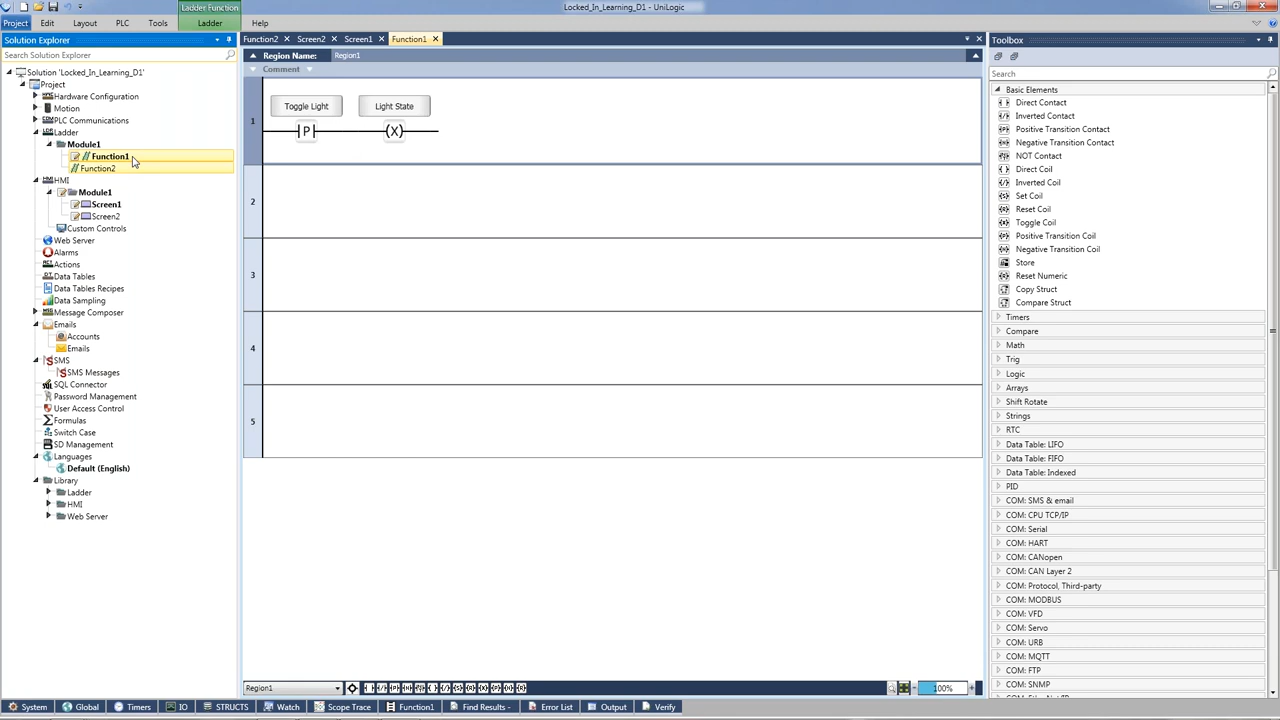 Ladder Function
Locked_In_Learning_D1* - UniLogic
Project Edit Layout PLC Tools Ladder Help
Solution Explorer
Search Solution Explorer
Solution 'Locked_In_Learning_D1'
Project
Hardware Configuration
Motion
PLC Communications
Ladder
Module1
Function1
Function2
HMI
Module1
Screen1
Screen2
Custom Controls
Web Server
Alarms
Actions
Data Tables
Data Tables Recipes
Data Sampling
Message Composer
Emails
Accounts
Emails
SMS
SMS Messages
SQL Connector
Password Management
User Access Control
Formulas
Switch Case
SD Management
Languages
Default (English)
Library
Ladder
HMI
Web Server
Function2 Screen2 Screen1 Function1
Region Name: Region1
Comment
Toggle Light Light State
1
P X
2
3
4
5
Region1
100%
Toolbox
Search
Basic Elements
Direct Contact
Inverted Contact
Positive Transition Contact
Negative Transition Contact
NOT Contact
Direct Coil
Inverted Coil
Set Coil
Reset Coil
Toggle Coil
Positive Transition Coil
Negative Transition Coil
Store
Reset Numeric
Copy Struct
Compare Struct
Timers
Compare
Math
Trig
Logic
Arrays
Shift Rotate
Strings
RTC
Data Table: LIFO
Data Table: FIFO
Data Table: Indexed
PID
COM: SMS & email
COM: CPU TCP/IP
COM: Serial
COM: HART
COM: CANopen
COM: CAN Layer 2
COM: Protocol, Third-party
COM: MODBUS
COM: VFD
COM: Servo
COM: URB
COM: MQTT
COM: FTP
COM: SNMP
System Global Timers IO STRUCTS Watch Scope Trace Function1 Find Results - Error List Output Verify